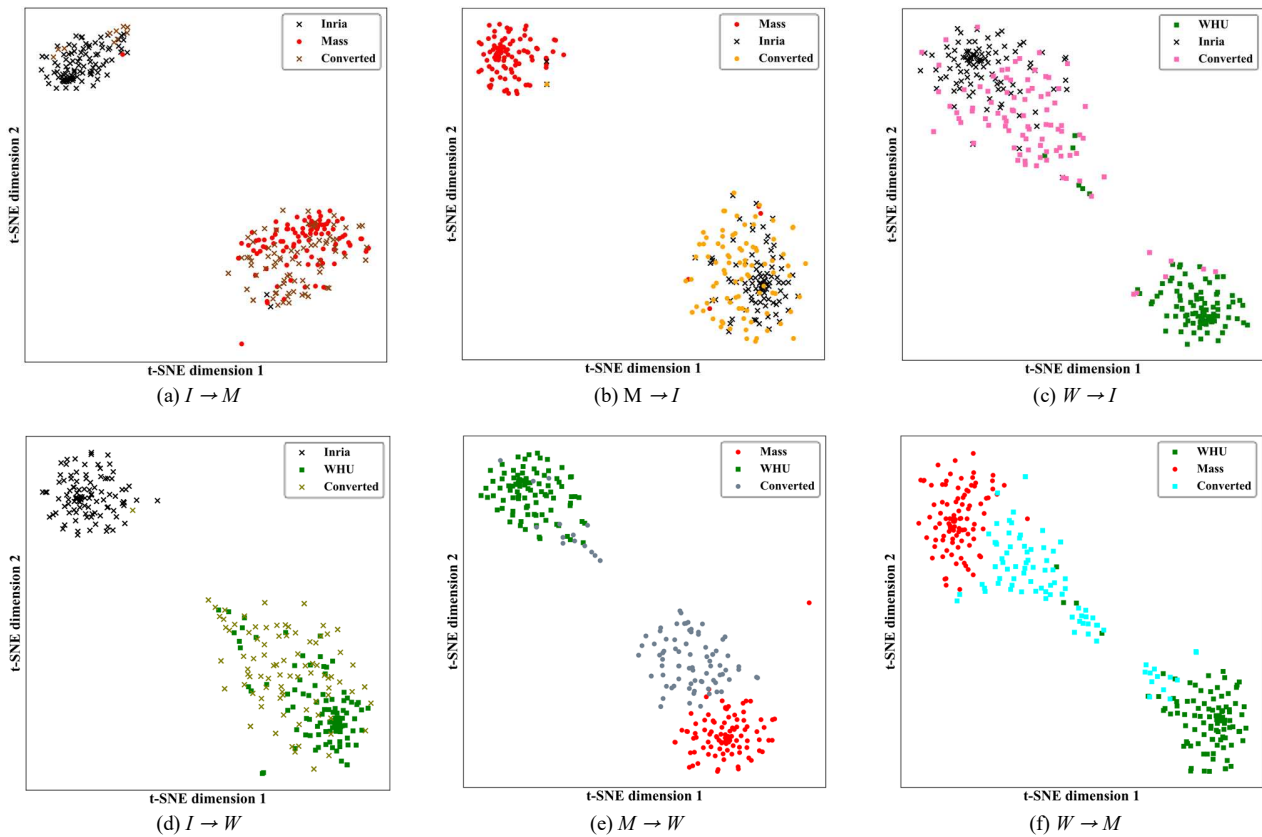 Inria
Mass
Converted
t-SNE dimension 2
t-SNE dimension 1
(a) I → M
Mass
Inria
Converted
t-SNE dimension 2
t-SNE dimension 1
(b) M → I
WHU
Inria
Converted
t-SNE dimension 2
t-SNE dimension 1
(c) W → I
Inria
WHU
Converted
t-SNE dimension 2
t-SNE dimension 1
(d) I → W
Mass
WHU
Converted
t-SNE dimension 2
t-SNE dimension 1
(e) M → W
WHU
Mass
Converted
t-SNE dimension 2
t-SNE dimension 1
(f) W → M